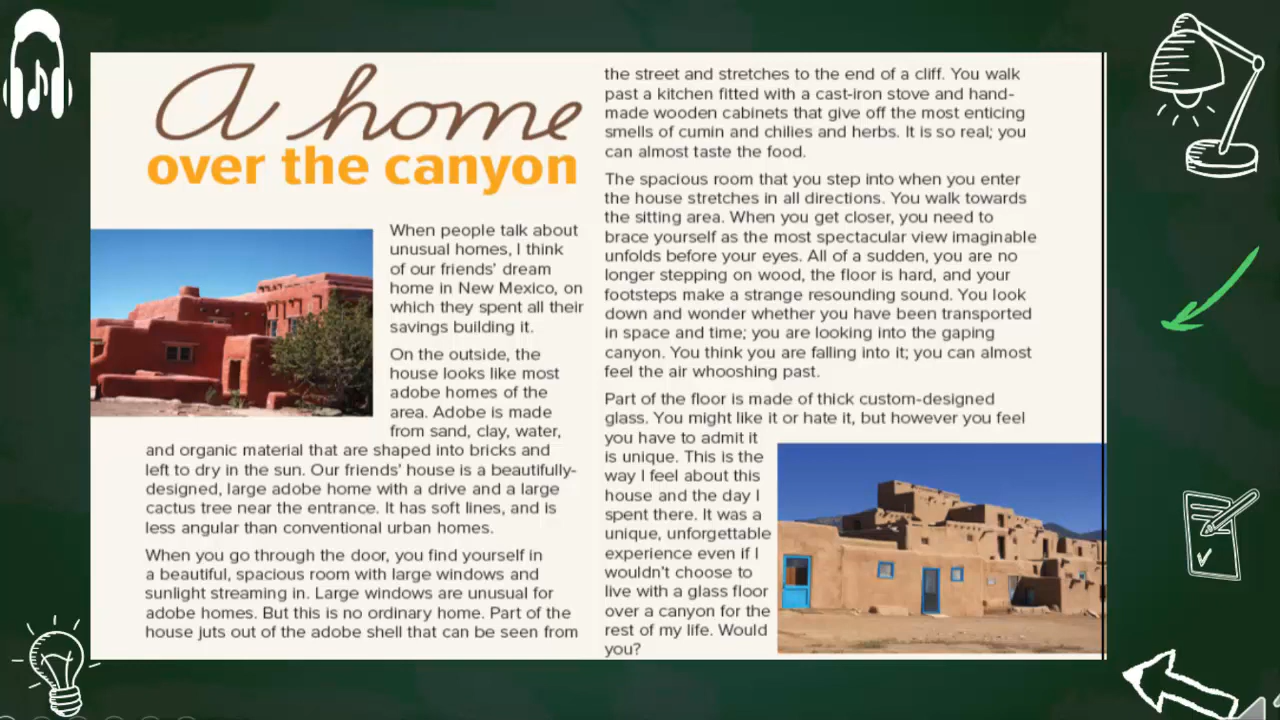 A home
over the canyon
When people talk about
unusual homes, I think
of our friends' dream
home in New Mexico, on
which they spent all their
savings building it.
On the outside, the
house looks like most
adobe homes of the
area. Adobe is made
from sand, clay, water,
and organic material that are shaped into bricks and
left to dry in the sun. Our friends' house is a beautifully-
designed, large adobe home with a drive and a large
cactus tree near the entrance. It has soft lines, and is
less angular than conventional urban homes.
When you go through the door, you find yourself in
a beautiful, spacious room with large windows and
sunlight streaming in. Large windows are unusual for
adobe homes. But this is no ordinary home. Part of the
house juts out of the adobe shell that can be seen from
the street and stretches to the end of a cliff. You walk
past a kitchen fitted with a cast-iron stove and hand-
made wooden cabinets that give off the most enticing
smells of cumin and chilies and herbs. It is so real; you
can almost taste the food.
The spacious room that you step into when you enter
the house stretches in all directions. You walk towards
the sitting area. When you get closer, you need to
brace yourself as the most spectacular view imaginable
unfolds before your eyes. All of a sudden, you are no
longer stepping on wood, the floor is hard, and your
footsteps make a strange resounding sound. You look
down and wonder whether you have been transported
in space and time; you are looking into the gaping
canyon. You think you are falling into it; you can almost
feel the air whooshing past.
Part of the floor is made of thick custom-designed
glass. You might like it or hate it, but however you feel
you have to admit it
is unique. This is the
way I feel about this
house and the day I
spent there. It was a
unique, unforgettable
experience even if I
wouldn't choose to
live with a glass floor
over a canyon for the
rest of my life. Would
you?